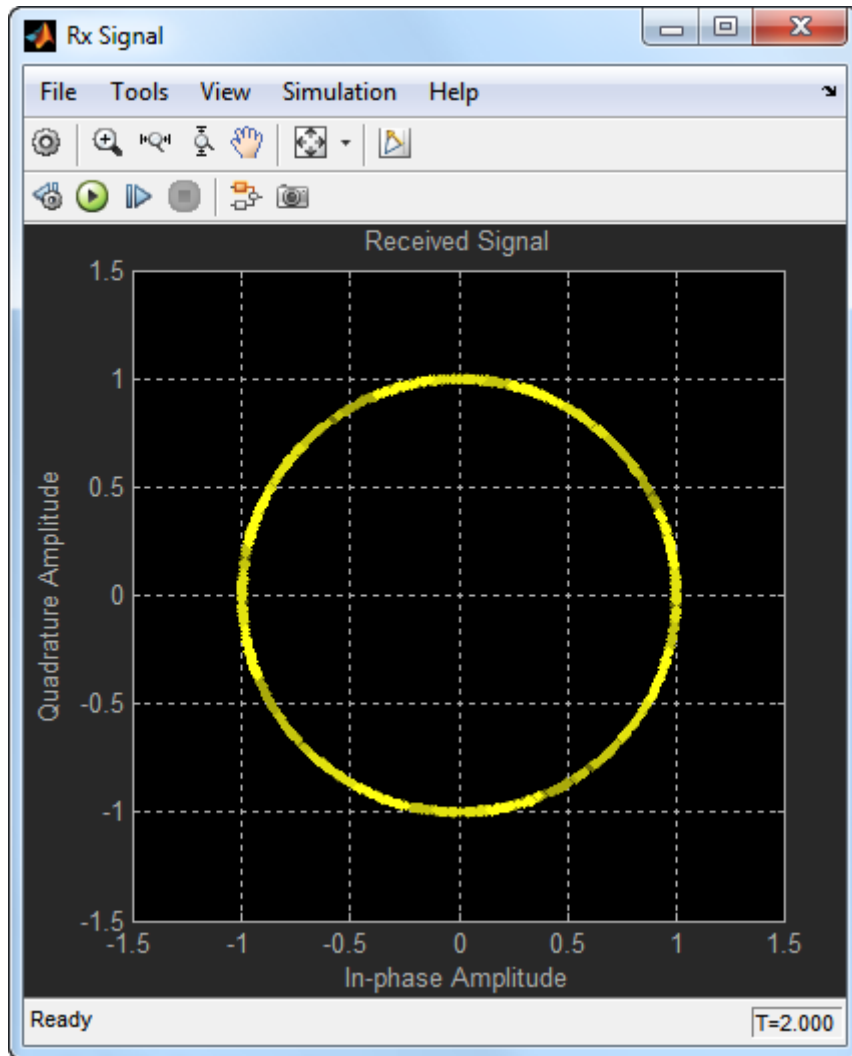 Rx Signal
File Tools View Simulation Help
Received Signal
1.5
1
0.5
0
-0.5
-1
-1.5
Quadrature Amplitude
-1.5 -1 -0.5 0 0.5 1 1.5
In-phase Amplitude
Ready T=2.000